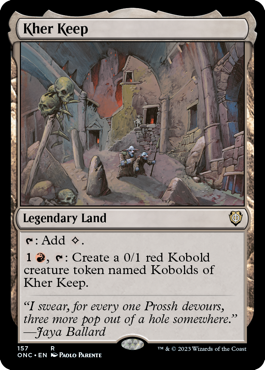 Kher Keep
Legendary Land
: Add .
1 , : Create a 0/1 red Kobold
creature token named Kobolds of
Kher Keep.
“I swear, for every one Prossh devours,
three more pop out of a hole somewhere.”
—Jaya Ballard
157 R
ONC • EN Paolo Parente
™ & © 2023 Wizards of the Coast